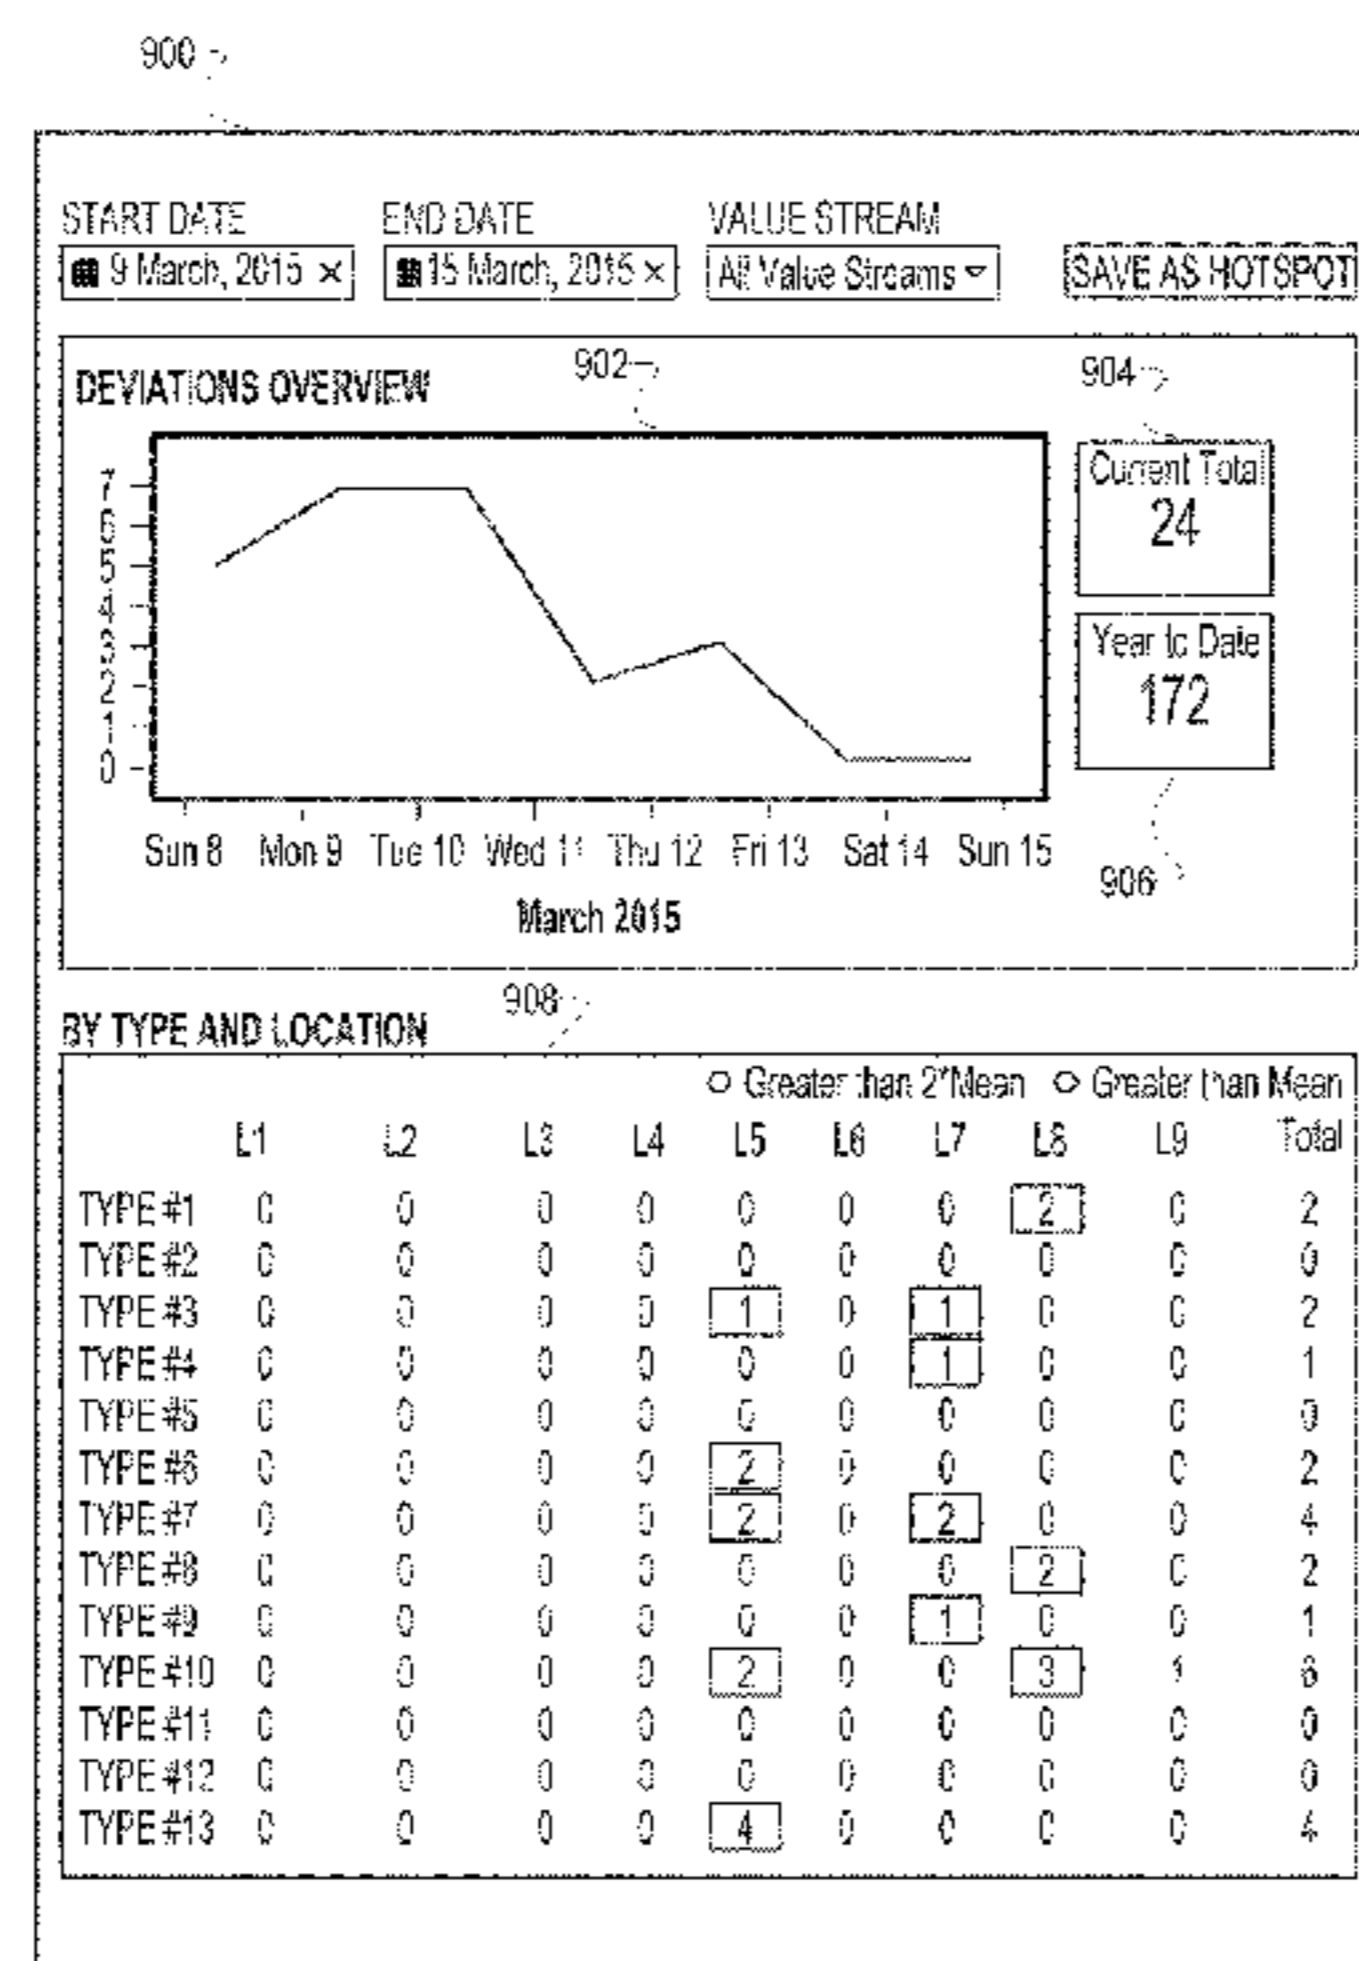 900
START DATE END DATE VALUE STREAM
9 March, 2015 × 15 March, 2015 × All Value Streams SAVE AS HOTSPOT
DEVIATIONS OVERVIEW 902 904
Current Total
24
Year to Date
172
7
6
5
4
3
2
1
0
Sun 8 Mon 9 Tue 10 Wed 11 Thu 12 Fri 13 Sat 14 Sun 15
906
March 2015
908
BY TYPE AND LOCATION
Greater than 2*Mean Greater than Mean
L1 L2 L3 L4 L5 L6 L7 L8 L9 Total
TYPE #1 0 0 0 0 0 0 0 2 0 2
TYPE #2 0 0 0 0 0 0 0 0 0 0
TYPE #3 0 0 0 0 1 0 1 0 0 2
TYPE #4 0 0 0 0 0 0 1 0 0 1
TYPE #5 0 0 0 0 0 0 0 0 0 0
TYPE #6 0 0 0 0 2 0 0 0 0 2
TYPE #7 0 0 0 0 2 0 2 0 0 4
TYPE #8 0 0 0 0 0 0 0 2 0 2
TYPE #9 0 0 0 0 0 0 1 0 0 1
TYPE #10 0 0 0 0 2 0 0 3 1 6
TYPE #11 0 0 0 0 0 0 0 0 0 0
TYPE #12 0 0 0 0 0 0 0 0 0 0
TYPE #13 0 0 0 0 4 0 0 0 0 4